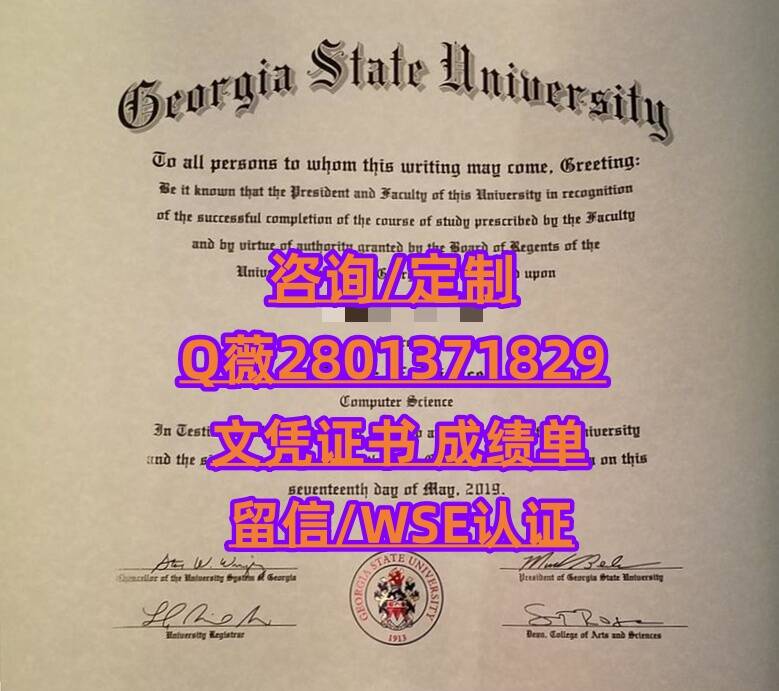 Georgia State University
To all persons to whom this writing may come, Greeting:
Be it known that the President and Faculty of this University in recognition
of the successful completion of the course of study prescribed by the Faculty
and by virtue of authority granted by the Board of Regents of the
upon
咨询/定制
Q薇2801371829
Computer Science
文凭证书 成绩单
and the
on this
seventeenth day of May, 2019.
留信/WSE认证
Chancellor of the University System of Georgia
President of Georgia State University
University Registrar
Dean, College of Arts and Sciences
GEORGIA STATE UNIVERSITY
1913